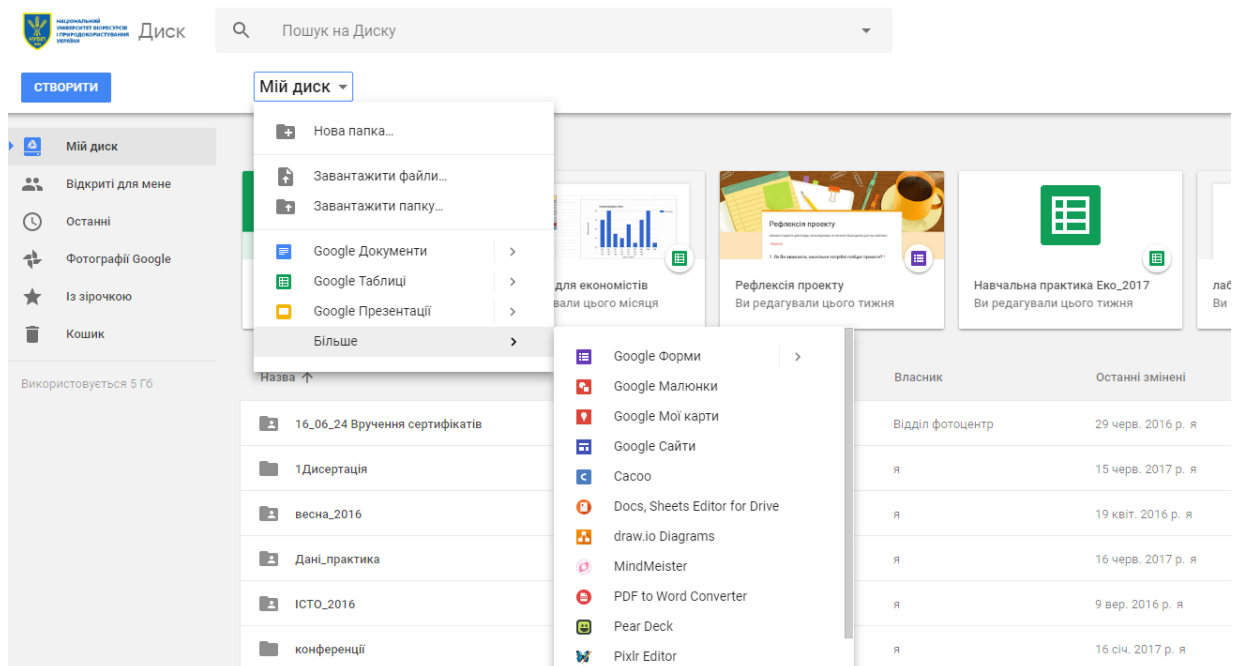 НАЦІОНАЛЬНИЙ
УНІВЕРСИТЕТ БІОРЕСУРСІВ
І ПРИРОДОКОРИСТУВАННЯ
УКРАЇНИ
Диск
Пошук на Диску
СТВОРИТИ
Мій диск
Нова папка...
Завантажити файли...
Завантажити папку...
Google Документи
Google Таблиці
Google Презентації
Більше
Google Форми
Google Малюнки
Google Мої карти
Google Сайти
Cacoo
Docs, Sheets Editor for Drive
draw.io Diagrams
MindMeister
PDF to Word Converter
Pear Deck
Pixlr Editor
Мій диск
Відкриті для мене
Останні
Фотографії Google
Із зірочкою
Кошик
Використовується 5 Гб
для економістів
вали цього місяця
Рефлексія проекту
Рефлексія проекту
Ви редагували цього тижня
Навчальна практика Еко_2017
Ви редагували цього тижня
лаб
Ви
Назва
Власник
Останні змінені
16_06_24 Вручення сертифікатів
Відділ фотоцентр
29 черв. 2016 р. я
1Дисертація
я
15 черв. 2017 р. я
весна_2016
я
19 квіт. 2016 р. я
Дані_практика
я
16 черв. 2017 р. я
ІСТО_2016
я
9 вер. 2016 р. я
конференції
я
16 січ. 2017 р. я